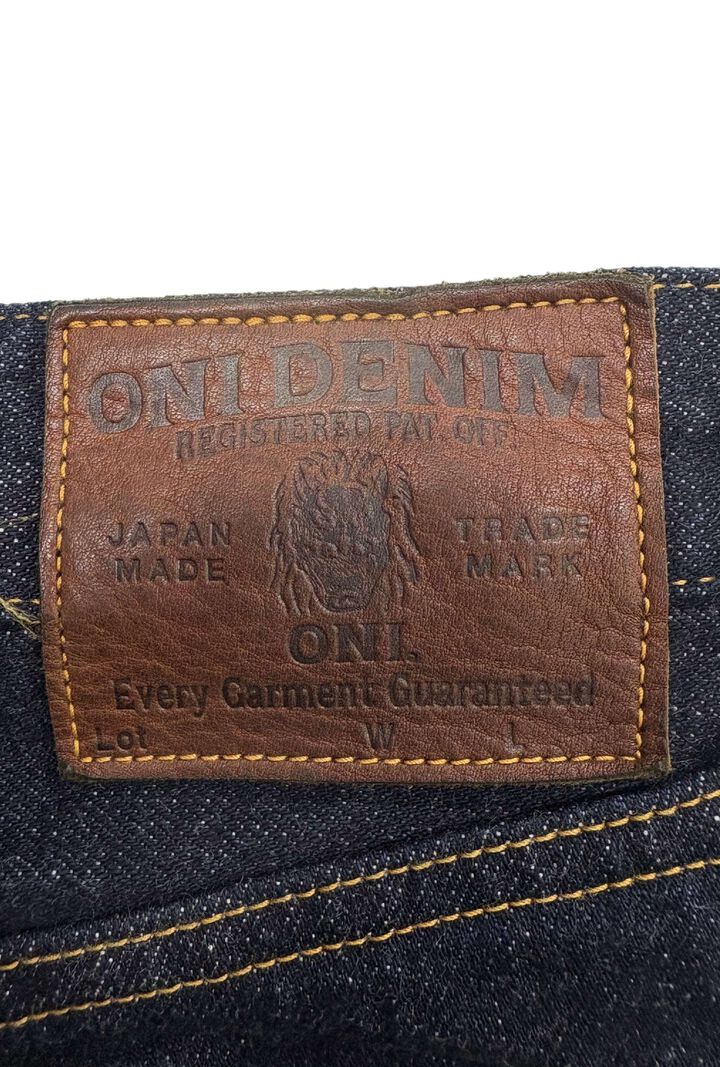 ONI DENIM
REGISTERED PAT. OFF.
JAPAN TRADE
MADE MARK
ONI.
Every Garment Guaranteed
Lot W L